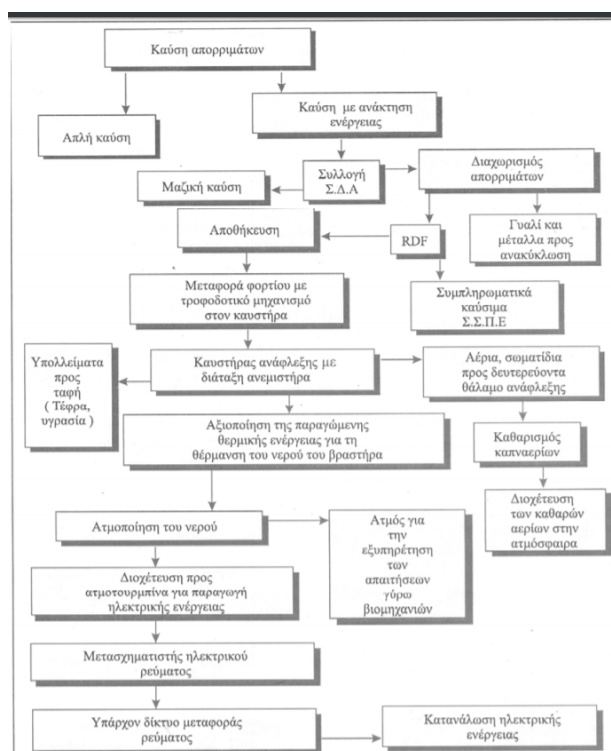 Καύση απορριμάτων
Απλή καύση
Καύση με ανάκτηση
ενέργειας
Μαζική καύση
Συλλογή
Σ.Δ.Α
Διαχωρισμός
απορριμάτων
Αποθήκευση
RDF
Γυαλί και
μέταλλα προς
ανακύκλωση
Μεταφορά φορτίου με
τροφοδοτικό μηχανισμό
στον καυστήρα
Συμπληρωματικά
καύσιμα
Σ.Σ.Π.Ε
Υπολλείματα
προς
ταφή
( Τέφρα,
υγρασία )
Καυστήρας ανάφλεξης με
διάταξη ανεμιστήρα
Αέρια, σωματίδια
προς δευτερεύοντα
θάλαμο ανάφλεξης
Αξιοποίηση της παραγώμενης
θερμικής ενέργειας για τη
θέρμανση του νερού του βραστήρα
Καθαρισμός
καπναερίων
Ατμοποίηση του νερού
Ατμός για
την
εξυπηρέτηση
των
απαιτήσεων
γύρω
βιομηχανιών
Διοχέτευση
των καθαρών
αερίων στην
ατμόσφαιρα
Διοχέτευση προς
ατμοτουρμπίνα για παραγωγή
ηλεκτρικής ενέργειας
Μετασχηματιστής ηλεκτρικού
ρεύματος
Υπάρχον δίκτυο μεταφοράς
ρεύματος
Κατανάλωση ηλεκτρικής
ενέργειας